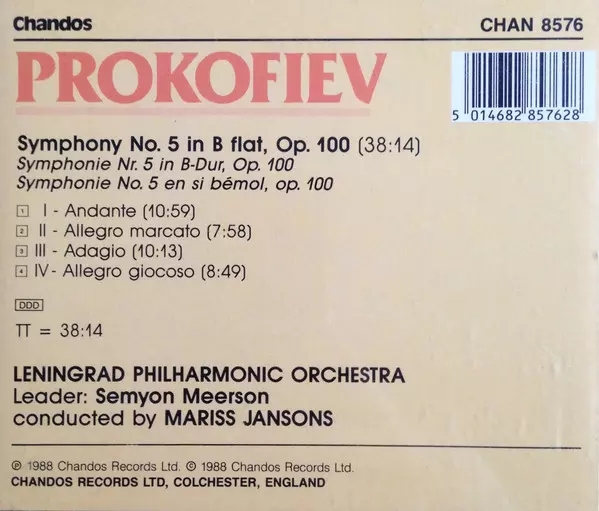 Chandos
CHAN 8576
PROKOFIEV
5 014682 857628
Symphony No. 5 in B flat, Op. 100 (38:14)
Symphonie Nr. 5 in B-Dur, Op. 100
Symphonie No. 5 en si bémol, op. 100
1 I - Andante (10:59)
2 II - Allegro marcato (7:58)
3 III - Adagio (10:13)
4 IV - Allegro giocoso (8:49)
DDD
TT = 38:14
LENINGRAD PHILHARMONIC ORCHESTRA
Leader: Semyon Meerson
conducted by MARISS JANSONS
℗ 1988 Chandos Records Ltd. © 1988 Chandos Records Ltd.
CHANDOS RECORDS LTD, COLCHESTER, ENGLAND